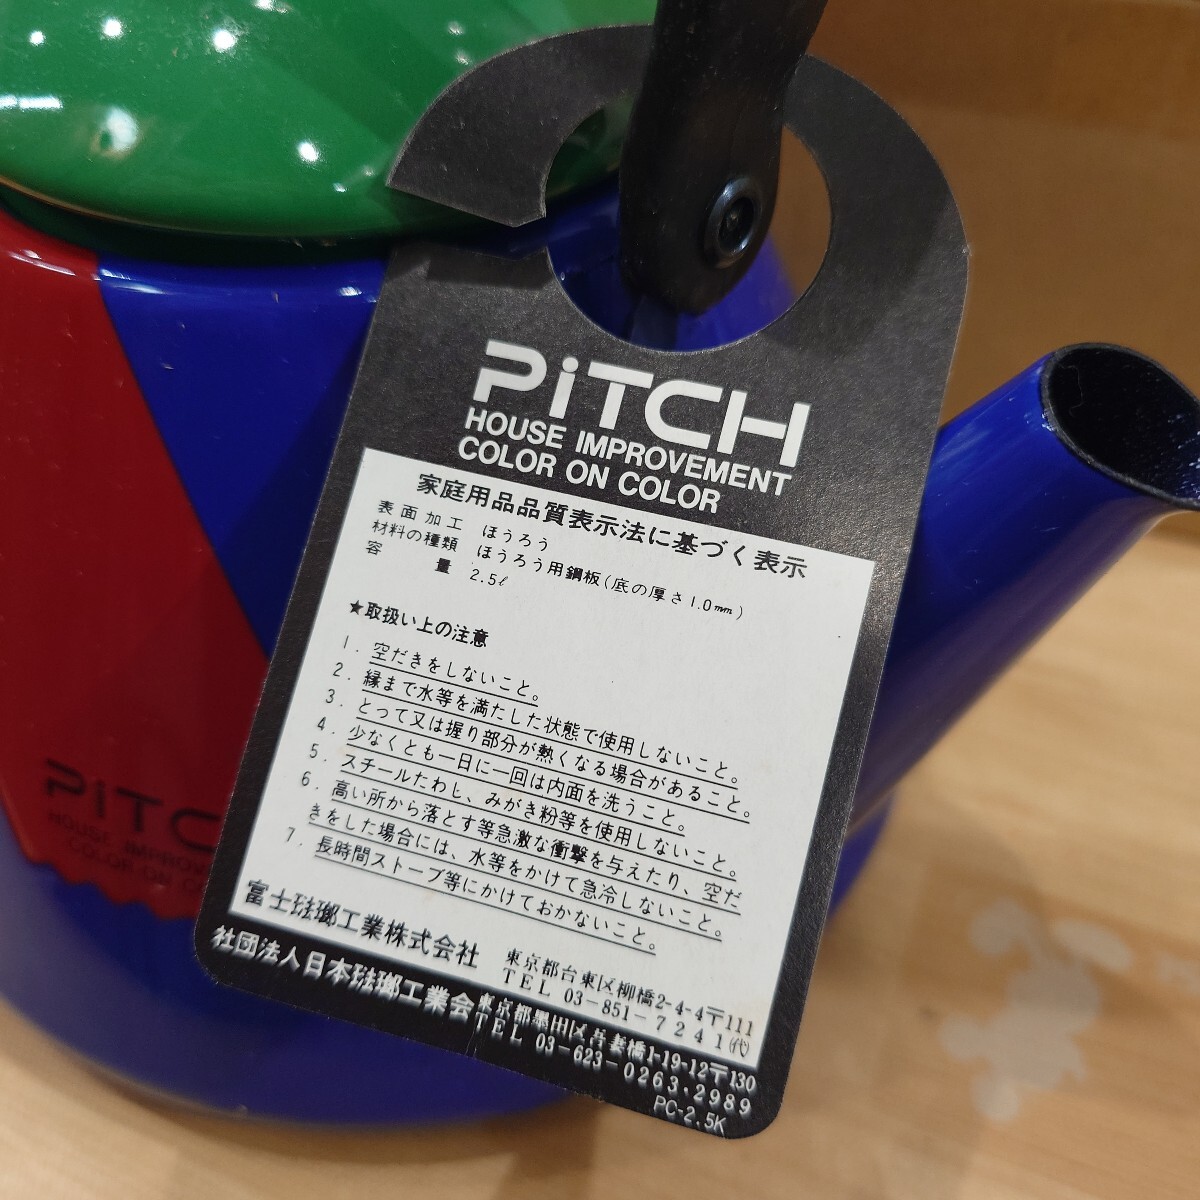 PiTCH
HOUSE IMPROVEMENT
COLOR ON COLOR
家庭用品品質表示法に基づく表示
表面加工 ほうろう
材料の種類 ほうろう用鋼板(底の厚さ1.0mm)
容量 2.5ℓ
★取扱い上の注意
1. 空だきをしないこと。
2. 縁まで水等を満たした状態で使用しないこと。
3. とって又は握り部分が熱くなる場合があること。
4. 少なくとも一日に一回は内面を洗うこと。
5. スチールたわし、みがき粉等を使用しないこと。
6. 高い所から落とす等急激な衝撃を与えたり、空だ
きをした場合には、水等をかけて急冷しないこと。
7. 長時間ストーブ等にかけておかないこと。
富士琺瑯工業株式会社 東京都台東区柳橋2-4-4〒111
TEL 03-851-7241(代)
社団法人日本琺瑯工業会 東京都墨田区吾妻橋1-19-12〒130
TEL 03-623-0263,2989
PC-2.5K
PiTC
HOUSE IMPROV
COLOR ON CO